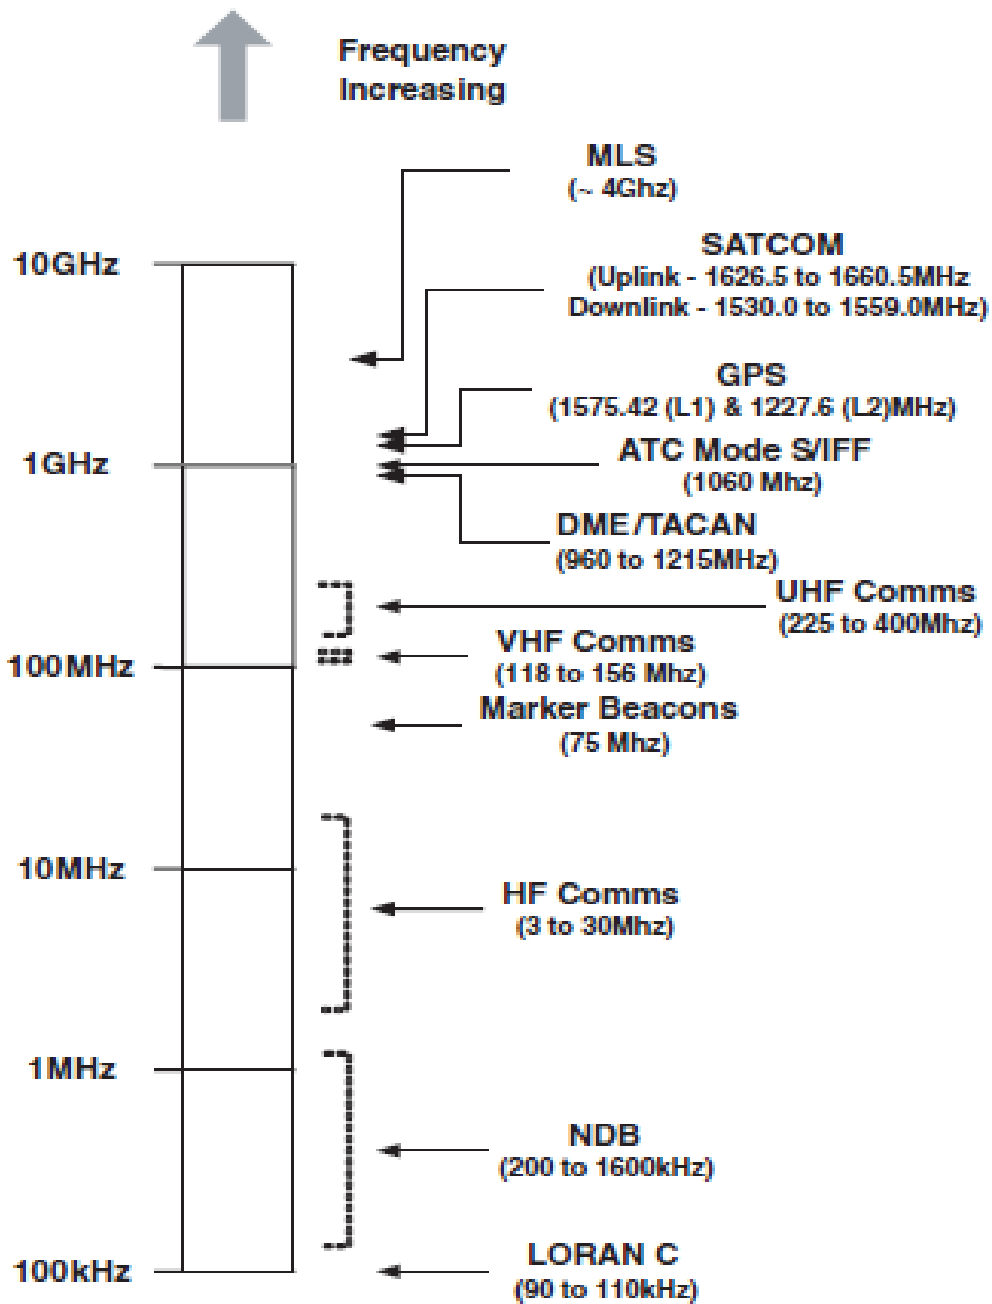 Frequency
Increasing
MLS
(~ 4Ghz)
SATCOM
10GHz
(Uplink - 1626.5 to 1660.5MHz
Downlink - 1530.0 to 1559.0MHz)
GPS
(1575.42 (L1) & 1227.6 (L2)MHz)
ATC Mode S/IFF
1GHz
(1060 Mhz)
DME/TACAN
(960 to 1215MHz)
UHF Comms
(225 to 400Mhz)
VHF Comms
100MHz
(118 to 156 Mhz)
Marker Beacons
(75 Mhz)
10MHz
HF Comms
(3 to 30Mhz)
1MHz
NDB
(200 to 1600kHz)
LORAN C
100kHz
(90 to 110kHz)